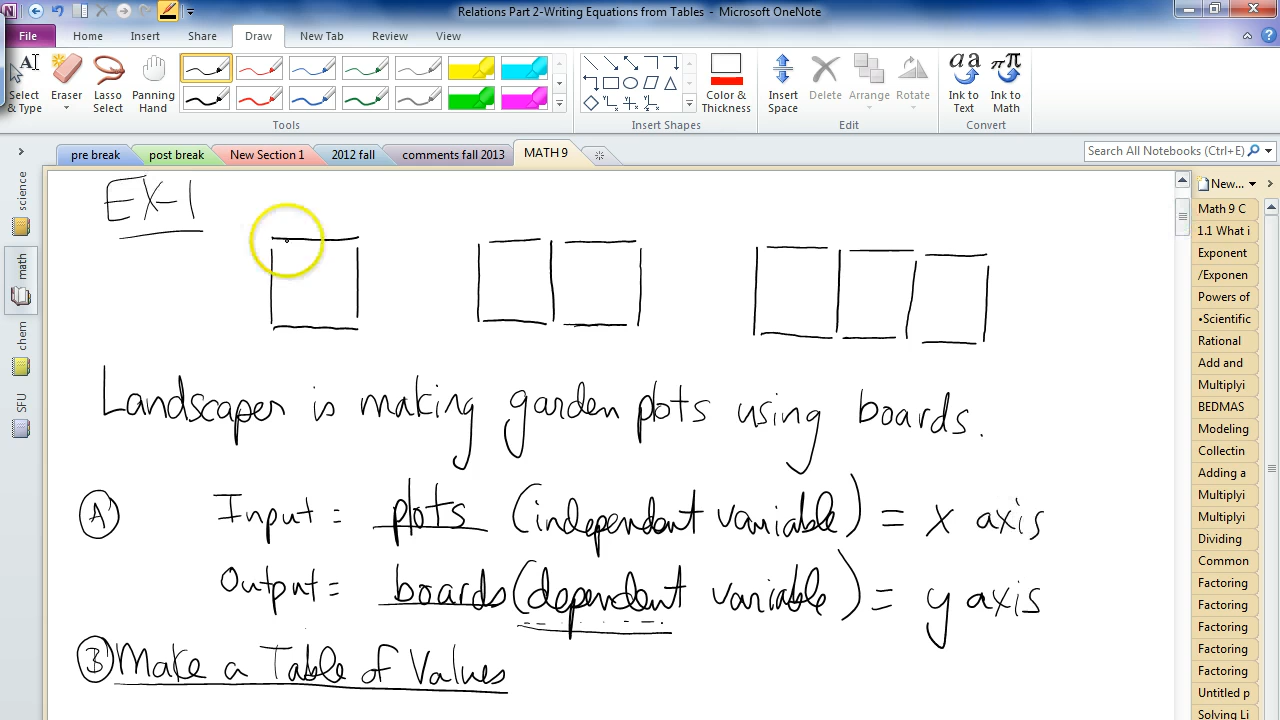 Relations Part 2-Writing Equations from Tables - Microsoft OneNote
File Home Insert Share Draw New Tab Review View
Select & Type
Eraser
Lasso Select
Panning Hand
Color & Thickness
Insert Space
Delete
Arrange
Rotate
Ink to Text
Ink to Math
Tools Insert Shapes Edit Convert
pre break post break New Section 1 2012 fall comments fall 2013 MATH 9
Search All Notebooks (Ctrl+E)
science
math
chem
SFU
EX-1
Landscaper is making garden plots using boards.
A Input = plots (independent variable) = x axis
Output = boards (dependent variable) = y axis
B Make a Table of Values
New...
Math 9 C
1.1 What i
Exponent
/Exponen
Powers of
•Scientific
Rational
Add and
Multiplyi
BEDMAS
Modeling
Collectin
Adding a
Multiplyi
Multiplyi
Dividing
Common
Factoring
Factoring
Factoring
Factoring
Untitled p
Solving Li